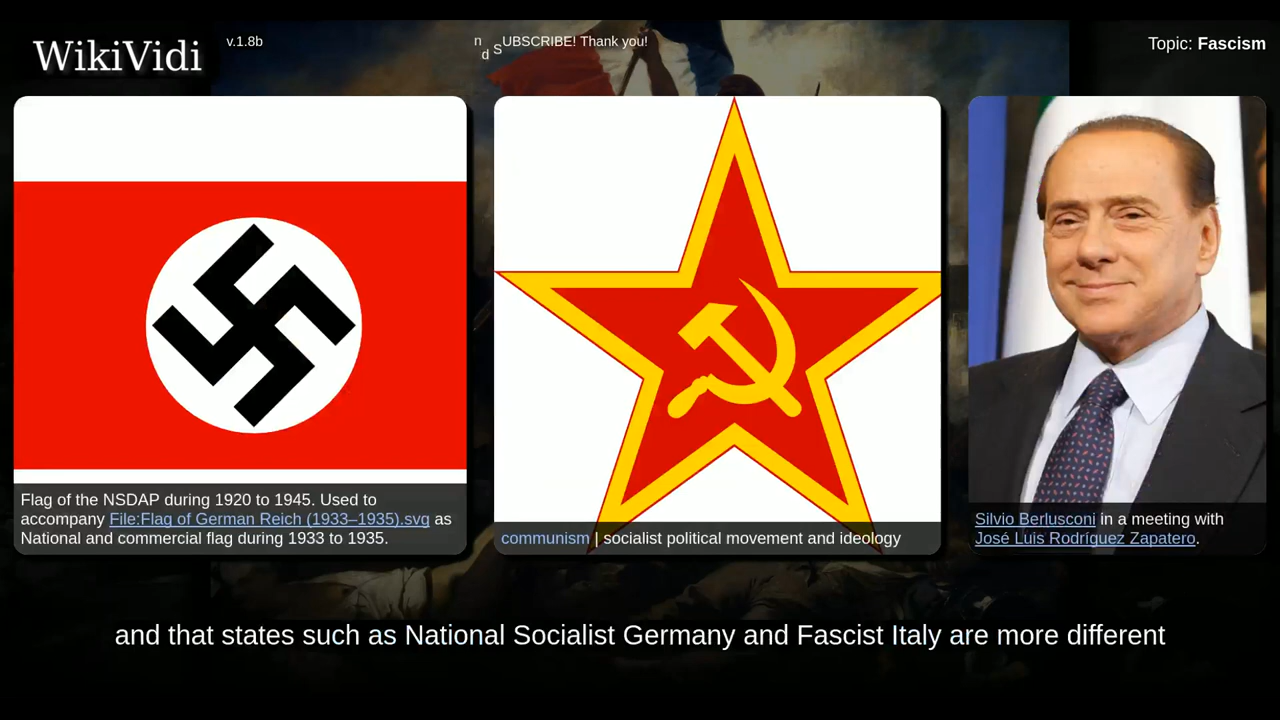 WikiVidi
v.1.8b
n
d SUBSCRIBE! Thank you!
Topic: Fascism
Flag of the NSDAP during 1920 to 1945. Used to
accompany File:Flag of German Reich (1933–1935).svg as
National and commercial flag during 1933 to 1935.
communism | socialist political movement and ideology
Silvio Berlusconi in a meeting with
José Luis Rodríguez Zapatero.
and that states such as National Socialist Germany and Fascist Italy are more different